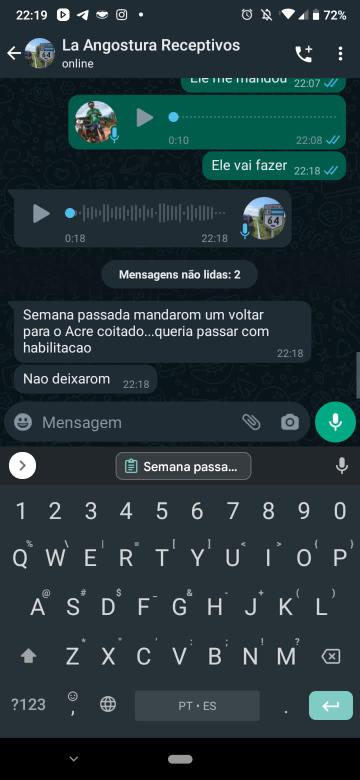 22:19
72%
La Angostura Receptivos
online
Ele me mandou 22:07
0:10 22:08
Ele vai fazer 22:18
64
0:18 22:18
Mensagens não lidas: 2
Semana passada mandarom um voltar
para o Acre coitado...queria passar com
habilitacao
22:18
Nao deixarom 22:18
Mensagem
Semana passa...
1 2 3 4 5 6 7 8 9 0
% \ | = [ ] < > { }
Q W E R T Y U I O P
@ # $ _ & - + ( )
A S D F G H J K L
* " ' : ; ! ?
Z X C V B N M
?123 , PT • ES .